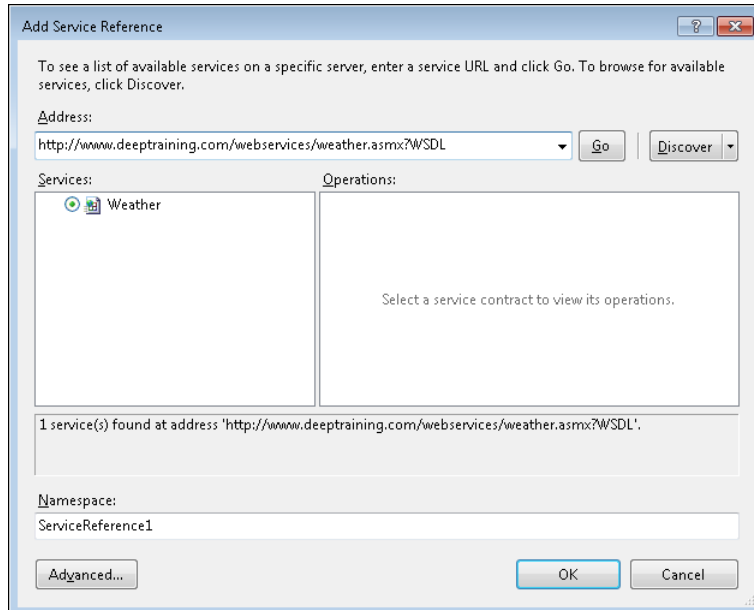 Add Service Reference
To see a list of available services on a specific server, enter a service URL and click Go. To browse for available
services, click Discover.
Address:
http://www.deeptraining.com/webservices/weather.asmx?WSDL
Go
Discover
Services:
Operations:
Weather
Select a service contract to view its operations.
1 service(s) found at address 'http://www.deeptraining.com/webservices/weather.asmx?WSDL'.
Namespace:
ServiceReference1
Advanced...
OK
Cancel